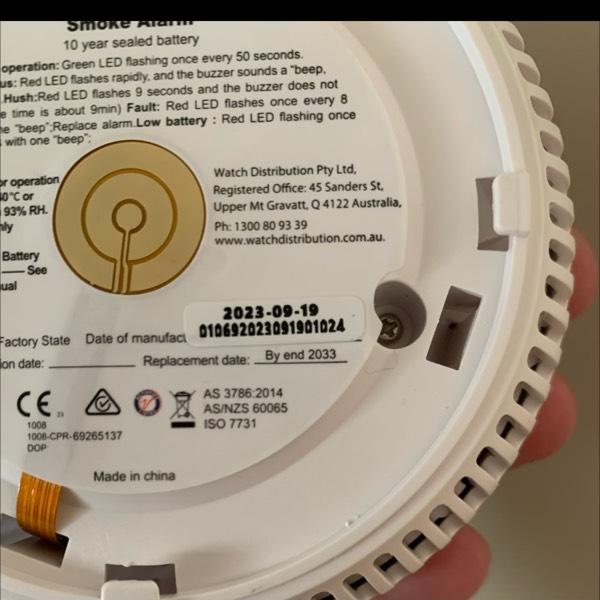 Smoke Alarm
10 year sealed battery
operation: Green LED flashing once every 50 seconds.
us: Red LED flashes rapidly, and the buzzer sounds a "beep,
Hush:Red LED flashes 9 seconds and the buzzer does not
e time is about 9min) Fault: Red LED flashes once every 8
e "beep";Replace alarm.Low battery : Red LED flashing once
with one "beep";
or operation
40°C or
93% RH.
Battery
See
Watch Distribution Pty Ltd,
Registered Office: 45 Sanders St,
Upper Mt Gravatt, Q 4122 Australia,
Ph: 1300 80 93 39
www.watchdistribution.com.au.
2023-09-19
010692023091901024
Factory State Date of manufac
ion date: Replacement date: By end 2033
CE 23
1008
1008-CPR-69265137
DOP
AS 3786:2014
AS/NZS 60065
ISO 7731
Made in china